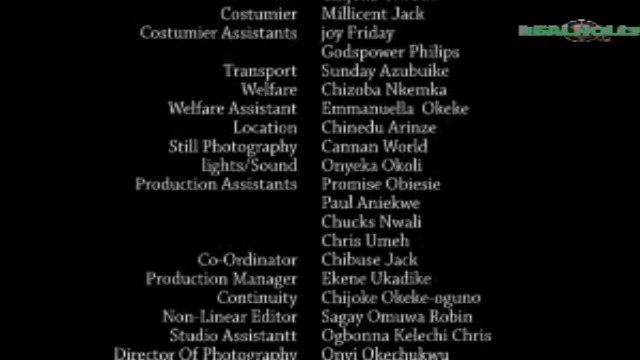 Costumier Millicent Jack
Costumier Assistants joy Friday
Godspower Philips
Transport Sunday Azubuike
Welfare Chizoba Nkemka
Welfare Assistant Emmanuella Okeke
Location Chinedu Arinze
Still Photography Cannan World
lights/Sound Onyeka Okoli
Production Assistants Promise Obiesie
Paul Aniekwe
Chucks Nwali
Chris Umeh
Co-Ordinator Chibuse Jack
Production Manager Ekene Ukadike
Continuity Chijoke Okeke-oguno
Non-Linear Editor Sagay Omuwa Robin
Studio Assistantt Ogbonna Kelechi Chris
Director Of Photography Onyi Okechukwu